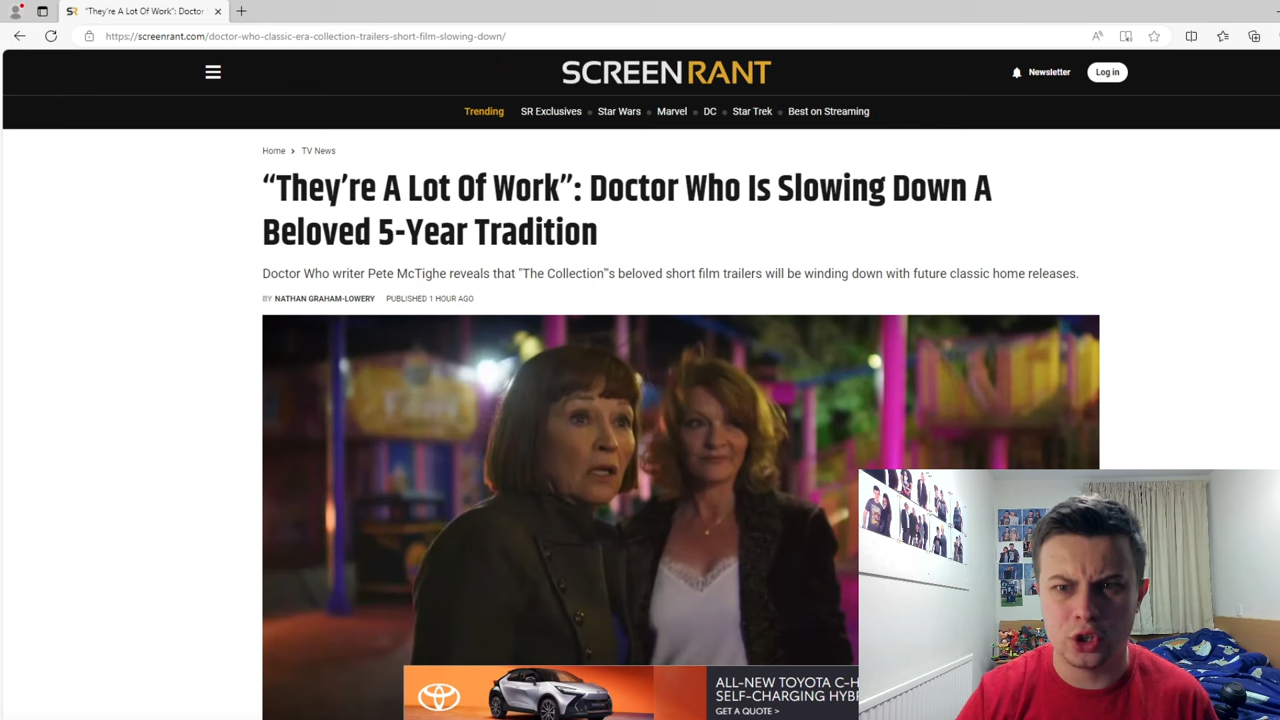 "They're A Lot Of Work": Doctor
https://screenrant.com/doctor-who-classic-era-collection-trailers-short-film-slowing-down/
SCREENRANT
Newsletter
Log in
Trending
SR Exclusives
Star Wars
Marvel
DC
Star Trek
Best on Streaming
Home > TV News
“They’re A Lot Of Work”: Doctor Who Is Slowing Down A
Beloved 5-Year Tradition
Doctor Who writer Pete McTighe reveals that "The Collection"'s beloved short film trailers will be winding down with future classic home releases.
BY NATHAN GRAHAM-LOWERY PUBLISHED 1 HOUR AGO
ALL-NEW TOYOTA C-H
SELF-CHARGING HYB
GET A QUOTE >